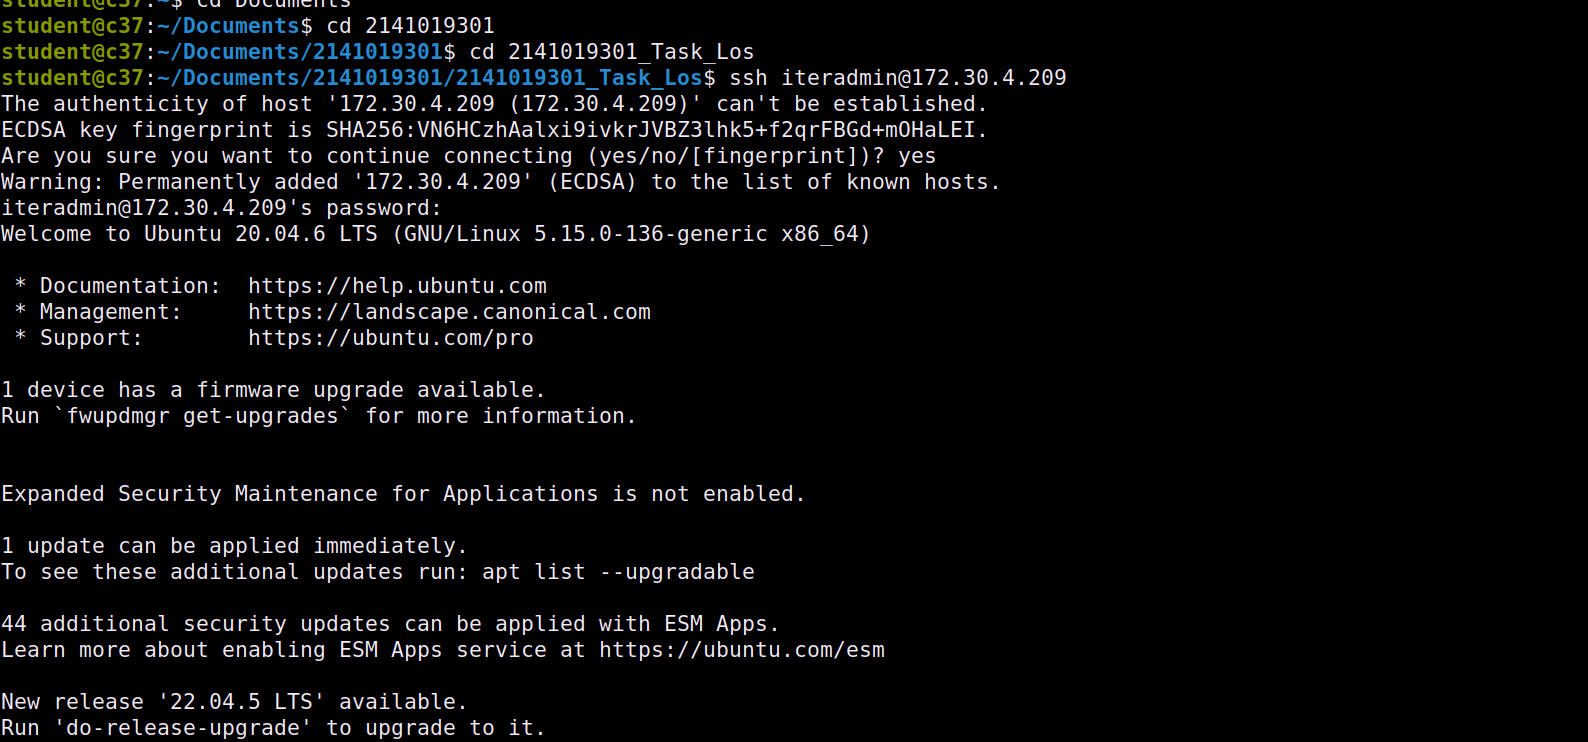 student@c37:~$ cd Documents
student@c37:~/Documents$ cd 2141019301
student@c37:~/Documents/2141019301$ cd 2141019301_Task_Los
student@c37:~/Documents/2141019301/2141019301_Task_Los$ ssh iteradmin@172.30.4.209
The authenticity of host '172.30.4.209 (172.30.4.209)' can't be established.
ECDSA key fingerprint is SHA256:VN6HCzhAalxi9ivkrJVBZ3lhk5+f2qrFBGd+mOHaLEI.
Are you sure you want to continue connecting (yes/no/[fingerprint])? yes
Warning: Permanently added '172.30.4.209' (ECDSA) to the list of known hosts.
iteradmin@172.30.4.209's password:
Welcome to Ubuntu 20.04.6 LTS (GNU/Linux 5.15.0-136-generic x86_64)
* Documentation:  https://help.ubuntu.com
* Management:     https://landscape.canonical.com
* Support:        https://ubuntu.com/pro
1 device has a firmware upgrade available.
Run `fwupdmgr get-upgrades` for more information.
Expanded Security Maintenance for Applications is not enabled.
1 update can be applied immediately.
To see these additional updates run: apt list --upgradable
44 additional security updates can be applied with ESM Apps.
Learn more about enabling ESM Apps service at https://ubuntu.com/esm
New release '22.04.5 LTS' available.
Run 'do-release-upgrade' to upgrade to it.